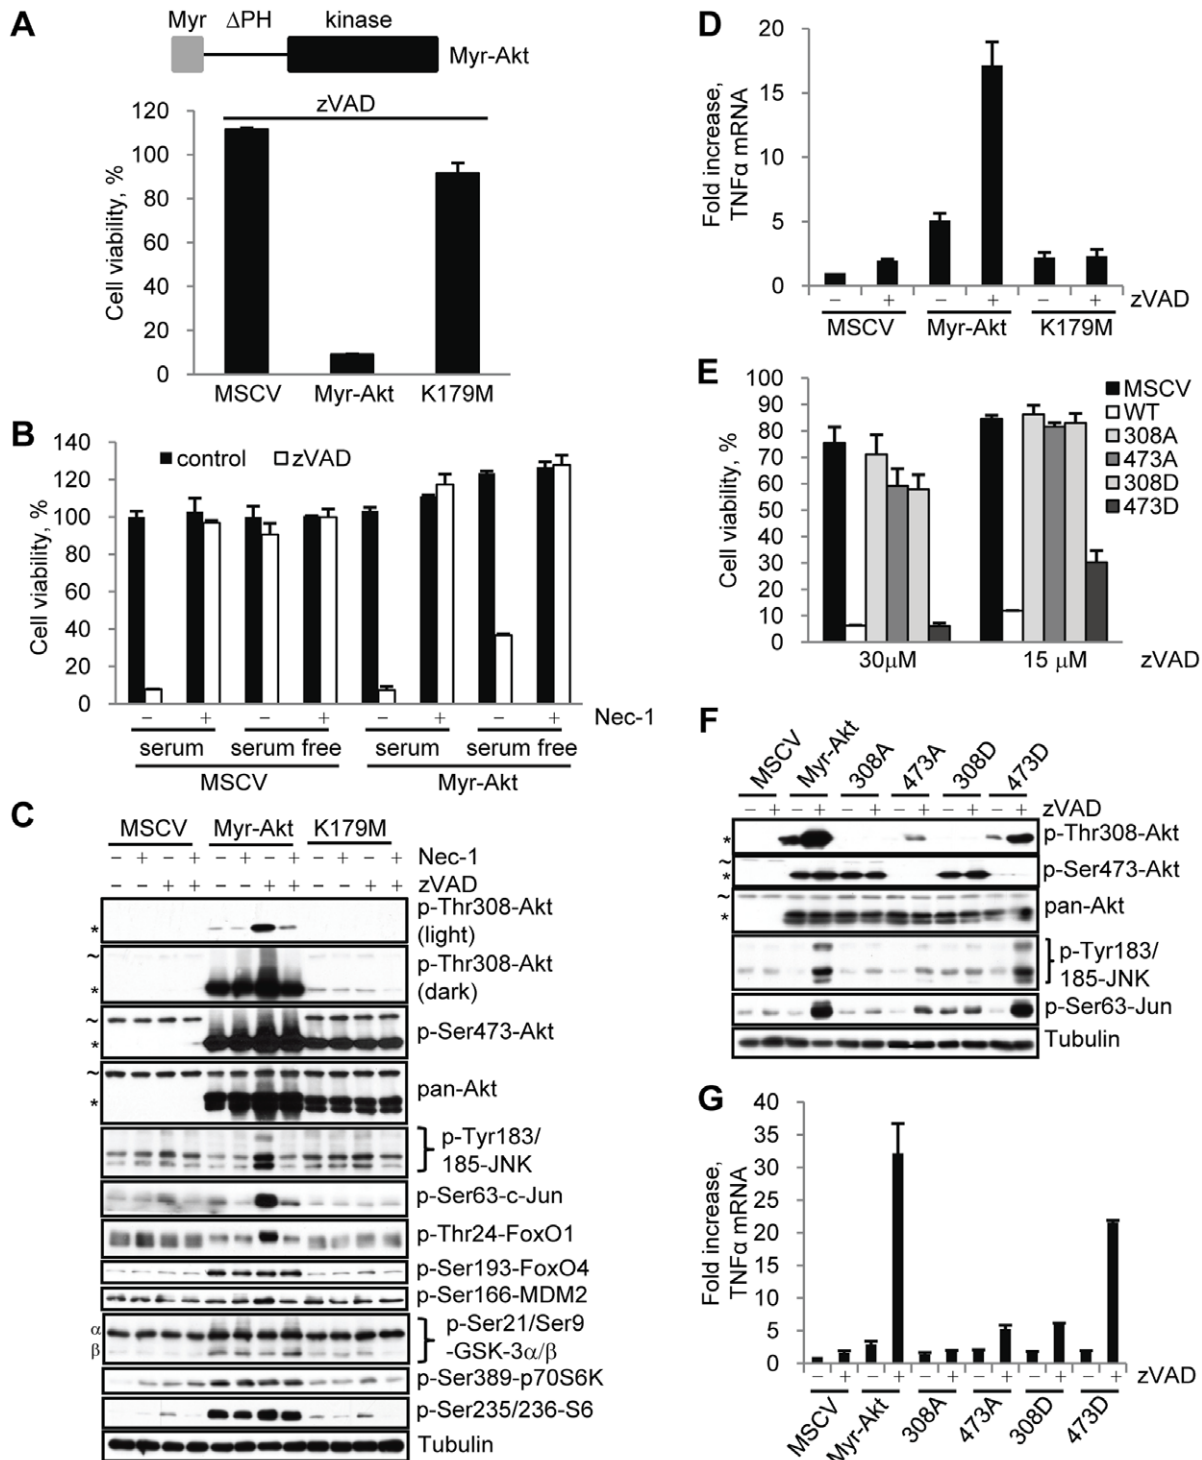 A
Myr ΔPH kinase
Myr-Akt
zVAD
120
100
80
60
40
20
0
Cell viability, %
MSCV Myr-Akt K179M
B
140
120
100
80
60
40
20
0
Cell viability, %
control zVAD
– + – + – + – + Nec-1
serum serum free serum serum free
MSCV Myr-Akt
C
MSCV Myr-Akt K179M
– + – + – + – + – + – + Nec-1
– – + + – – + + – – + + zVAD
* p-Thr308-Akt
(light)
~ p-Thr308-Akt
* (dark)
~ p-Ser473-Akt
*
~ pan-Akt
*
p-Tyr183/
185-JNK
p-Ser63-c-Jun
p-Thr24-FoxO1
p-Ser193-FoxO4
p-Ser166-MDM2
α p-Ser21/Ser9
β -GSK-3α/β
p-Ser389-p70S6K
p-Ser235/236-S6
Tubulin
D
20
15
10
5
0
Fold increase,
TNFα mRNA
– + – + – + zVAD
MSCV Myr-Akt K179M
E
100
90
80
70
60
50
40
30
20
10
0
Cell viability, %
MSCV
WT
308A
473A
308D
473D
30μM 15 μM zVAD
F
MSCV Myr-Akt 308A 473A 308D 473D
– + – + – + – + – + – + zVAD
* p-Thr308-Akt
~
* p-Ser473-Akt
~ pan-Akt
*
p-Tyr183/
185-JNK
p-Ser63-Jun
Tubulin
G
40
35
30
25
20
15
10
5
0
Fold increase,
TNFα mRNA
– + – + – + – + – + – + zVAD
MSCV Myr-Akt 308A 473A 308D 473D